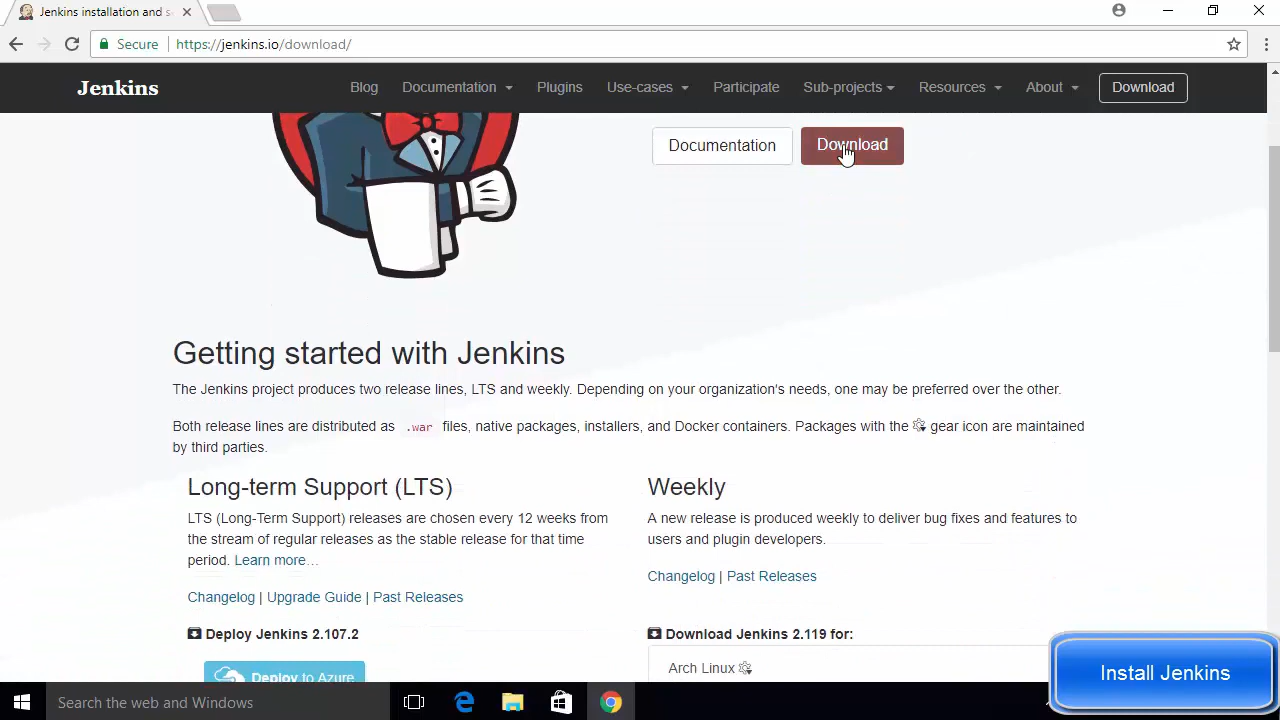 Jenkins installation and s
Secure
https://jenkins.io/download/
Jenkins
Blog
Documentation
Plugins
Use-cases
Participate
Sub-projects
Resources
About
Download
Documentation
Download
Getting started with Jenkins
The Jenkins project produces two release lines, LTS and weekly. Depending on your organization's needs, one may be preferred over the other.
Both release lines are distributed as .war files, native packages, installers, and Docker containers. Packages with the gear icon are maintained
by third parties.
Long-term Support (LTS)
LTS (Long-Term Support) releases are chosen every 12 weeks from
the stream of regular releases as the stable release for that time
period. Learn more…
Changelog | Upgrade Guide | Past Releases
Deploy Jenkins 2.107.2
Deploy to Azure
Weekly
A new release is produced weekly to deliver bug fixes and features to
users and plugin developers.
Changelog | Past Releases
Download Jenkins 2.119 for:
Arch Linux
Install Jenkins
Search the web and Windows